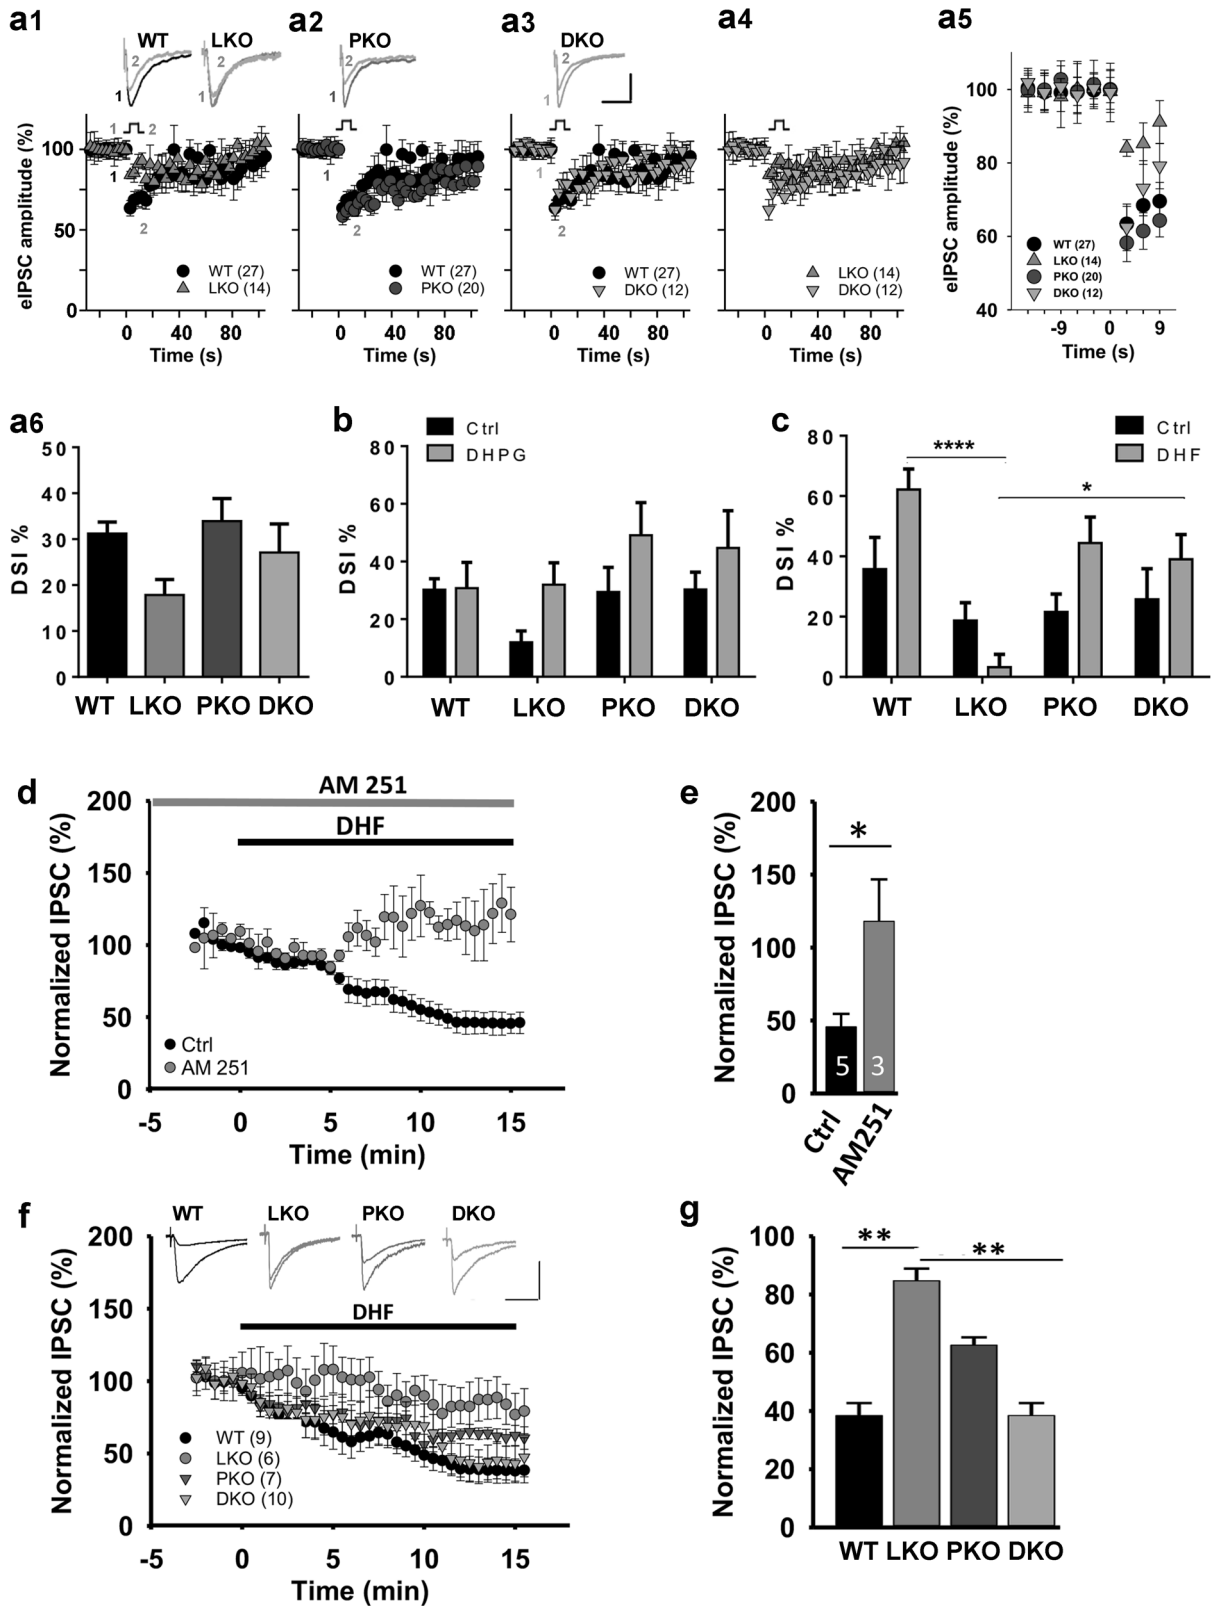 a1
WT
LKO
2
2
1
1
2
eIPSC amplitude (%)
100
50
0
1
2
WT (27)
LKO (14)
0 40 80
Time (s)
a2
PKO
2
1
1
2
WT (27)
PKO (20)
0 40 80
Time (s)
a3
DKO
2
1
100
50
0
1
2
WT (27)
DKO (12)
0 40 80
Time (s)
a4
100
50
0
LKO (14)
DKO (12)
0 40 80
Time (s)
a5
eIPSC amplitude (%)
100
80
60
40
WT (27)
LKO (14)
PKO (20)
DKO (12)
-9 0 9
Time (s)
a6
DSI %
50
40
30
20
10
0
WT LKO PKO DKO
b
Ctrl
DHPG
DSI %
80
60
40
20
0
WT LKO PKO DKO
c
Ctrl
DHF
DSI %
80
60
40
20
0
****
*
WT LKO PKO DKO
d
AM 251
DHF
Normalized IPSC (%)
200
150
100
50
0
Ctrl
AM 251
-5 0 5 10 15
Time (min)
e
Normalized IPSC (%)
200
150
100
50
0
*
5 3
Ctrl
AM251
f
WT LKO PKO DKO
DHF
Normalized IPSC (%)
200
150
100
50
0
WT (9)
LKO (6)
PKO (7)
DKO (10)
-5 0 5 10 15
Time (min)
g
Normalized IPSC (%)
100
80
60
40
20
0
**
**
WT LKO PKO DKO